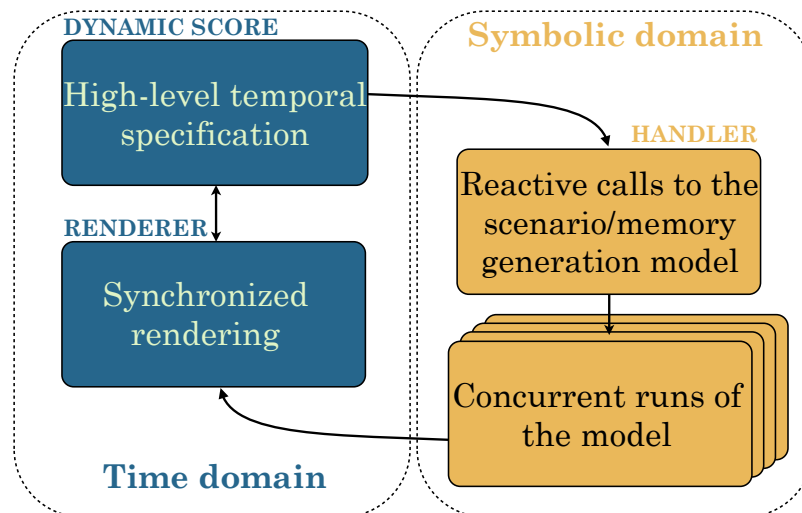 DYNAMIC SCORE
High-level temporal
specification
RENDERER
Synchronized
rendering
Time domain
Symbolic domain
HANDLER
Reactive calls to the
scenario/memory
generation model
Concurrent runs of
the model